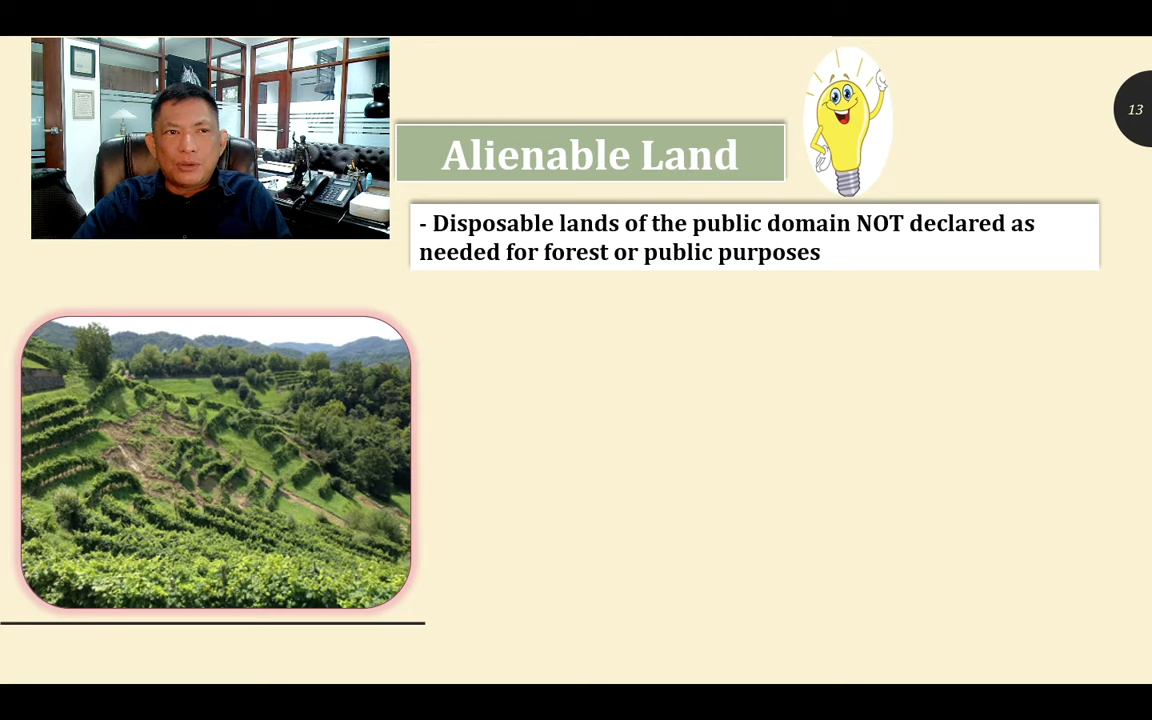 Alienable Land
13
- Disposable lands of the public domain NOT declared as
needed for forest or public purposes